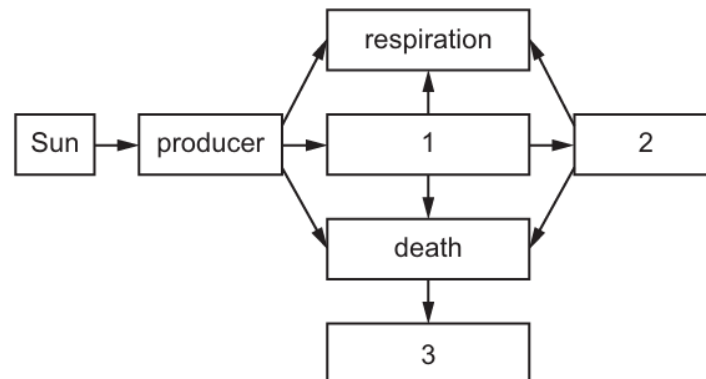 respiration
Sun
producer
1
2
death
3